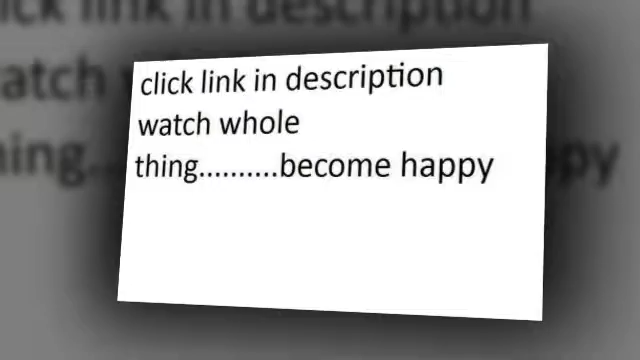 click link in description
watch whole
thing..........become happy